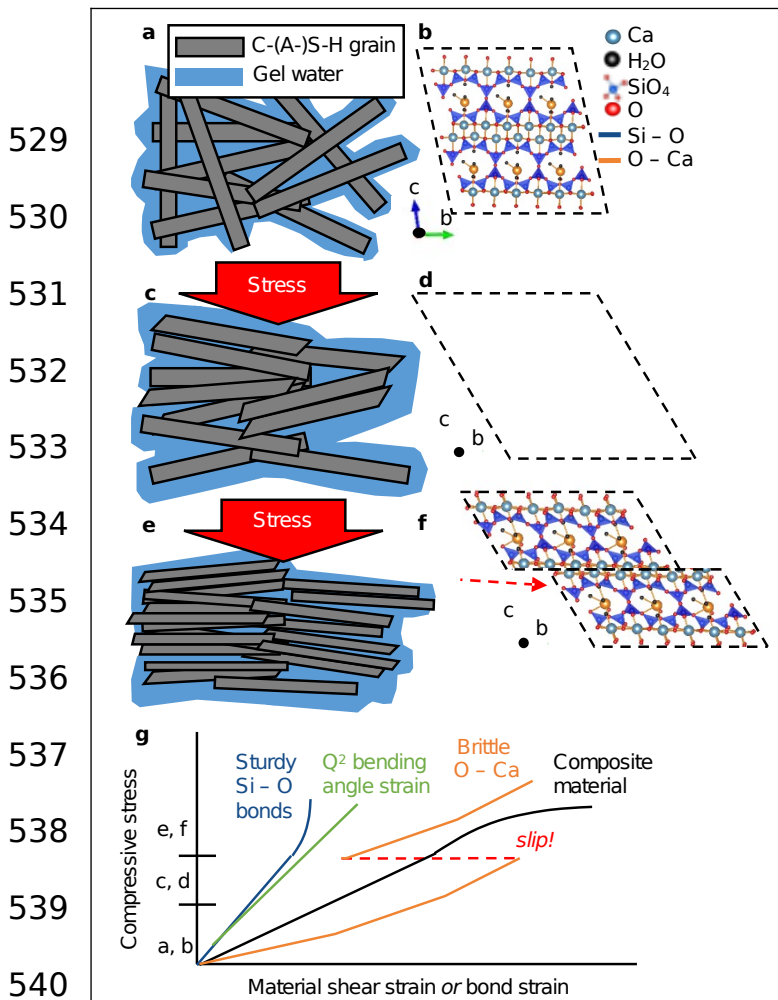 a
C-(A-)S-H grain
Gel water
b
Ca
H₂O
SiO₄
O
Si – O
O – Ca
c
b
529
530
531
c
Stress
d
532
533
c
b
534
e
Stress
f
535
c
b
536
537
g
Sturdy
Si – O
bonds
Q² bending
angle strain
Brittle
O – Ca
Composite
material
538
slip!
Compressive stress
e, f
c, d
a, b
539
Material shear strain or bond strain
540